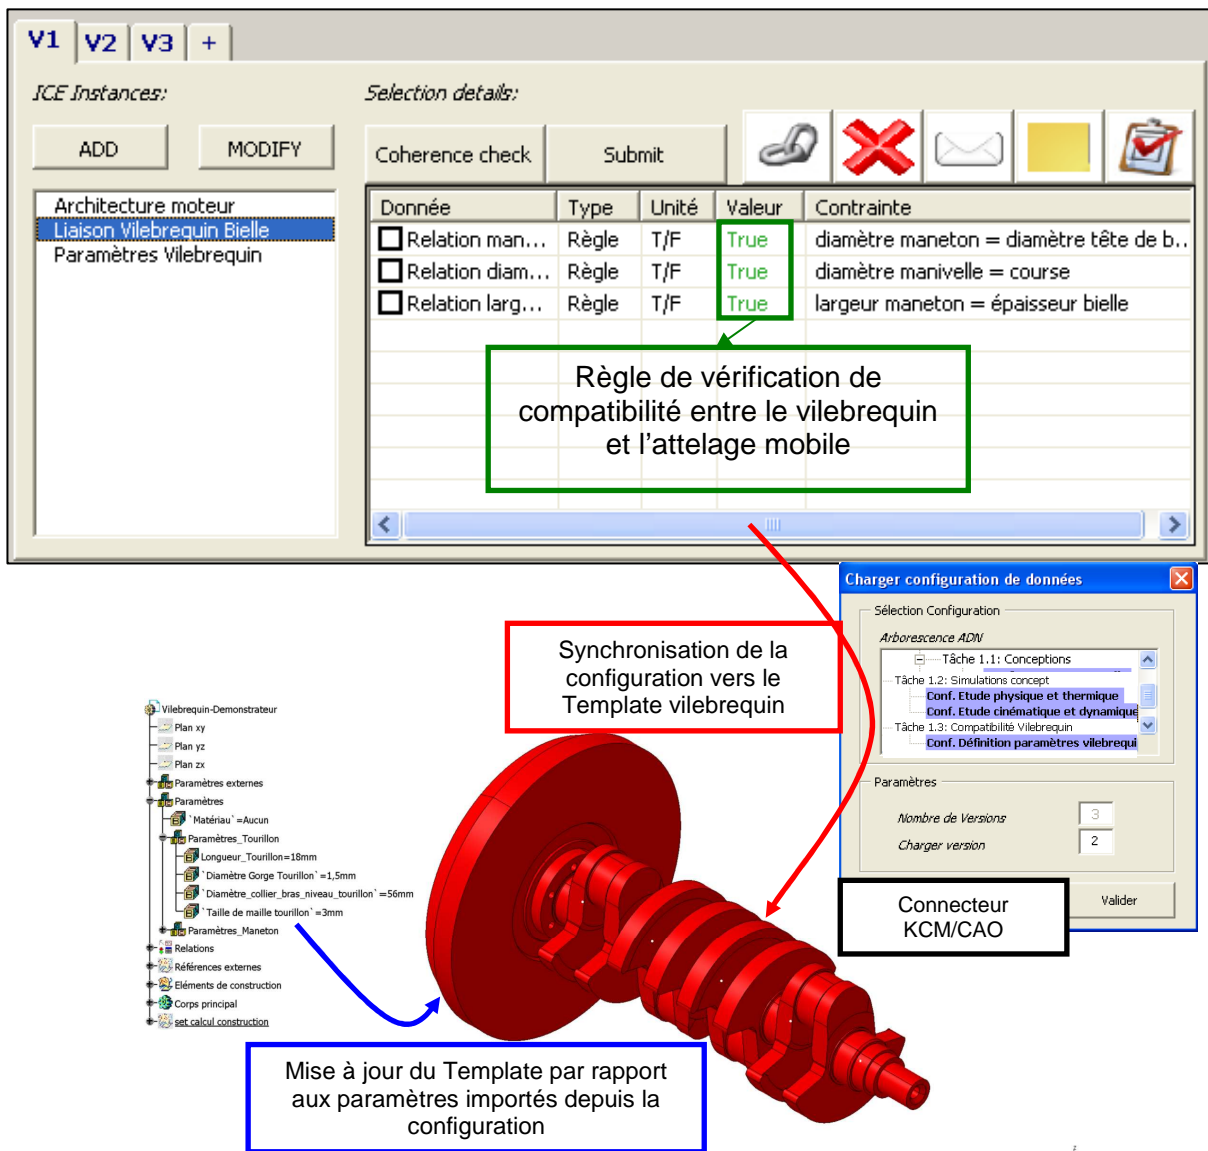 V1 V2 V3 +
ICE Instances:
Selection details:
ADD MODIFY
Coherence check Submit
Architecture moteur
Liaison Vilebrequin Bielle
Paramètres Vilebrequin
Donnée Type Unité Valeur Contrainte
Relation man... Règle T/F True diamètre maneton = diamètre tête de b..
Relation diam... Règle T/F True diamètre manivelle = course
Relation larg... Règle T/F True largeur maneton = épaisseur bielle
Règle de vérification de
compatibilité entre le vilebrequin
et l'attelage mobile
Charger configuration de données
Sélection Configuration
Arborescence ADN
Tâche 1.1: Conceptions
Tâche 1.2: Simulations concept
Conf. Etude physique et thermique
Conf. Etude cinématique et dynamique
Tâche 1.3: Compatibilité Vilebrequin
Conf. Définition paramètres vilebrequi
Paramètres
Nombre de Versions 3
Charger version 2
Valider
Connecteur
KCM/CAO
Synchronisation de la
configuration vers le
Template vilebrequin
Vilebrequin-Demonstrateur
Plan xy
Plan yz
Plan zx
Paramètres externes
Paramètres
`Matériau`=Aucun
Paramètres_Tourillon
Longueur_Tourillon=18mm
`Diamètre Gorge Tourillon`=1,5mm
`Diamètre_collier_bras_niveau_tourillon`=56mm
`Taille de maille tourillon`=3mm
Paramètres_Maneton
Relations
Références externes
Eléments de construction
Corps principal
set calcul construction
Mise à jour du Template par rapport
aux paramètres importés depuis la
configuration